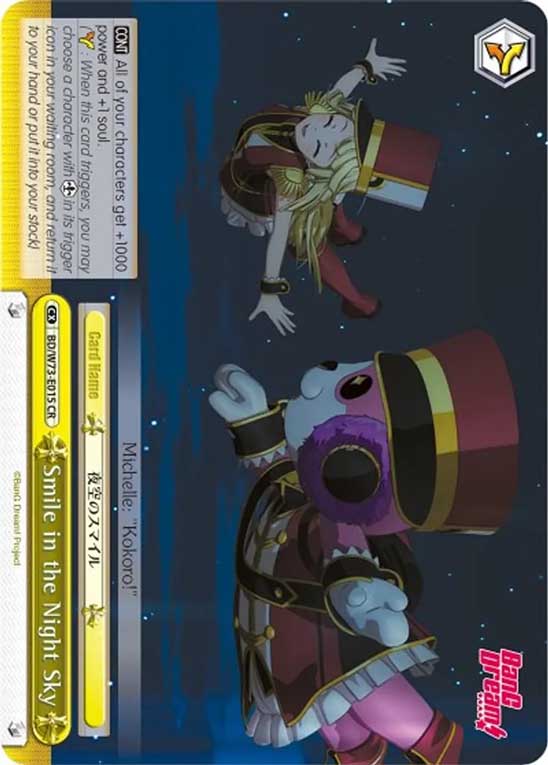 BanG
Dream!
Michelle: "Kokoro!"
CONT All of your characters get +1000
power and +1 soul.
( : When this card triggers, you may
choose a character with in its trigger
icon in your waiting room, and return it
to your hand or put it into your stock)
Card Name
夜空のスマイル
CX BD/W73-E015 CR
Smile in the Night Sky
©BanG Dream! Project